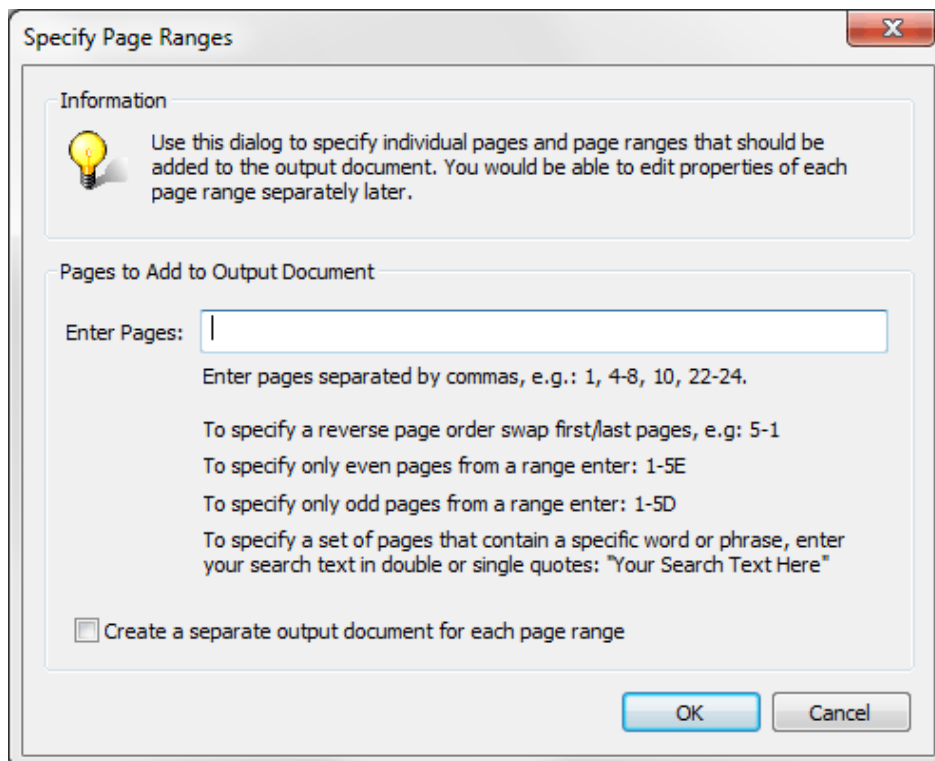 Specify Page Ranges
Information
Use this dialog to specify individual pages and page ranges that should be
added to the output document. You would be able to edit properties of each
page range separately later.
Pages to Add to Output Document
Enter Pages:
Enter pages separated by commas, e.g.: 1, 4-8, 10, 22-24.
To specify a reverse page order swap first/last pages, e.g: 5-1
To specify only even pages from a range enter: 1-5E
To specify only odd pages from a range enter: 1-5D
To specify a set of pages that contain a specific word or phrase, enter
your search text in double or single quotes: "Your Search Text Here"
Create a separate output document for each page range
OK Cancel